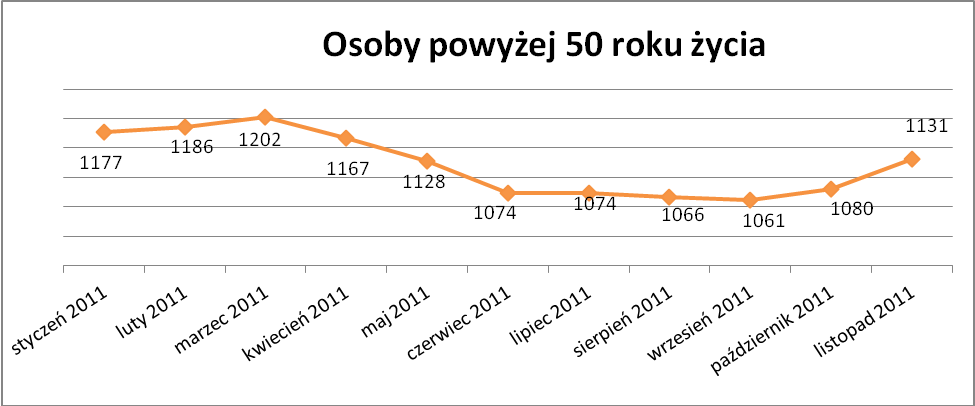 Osoby powyżej 50 roku życia
1177
1186
1202
1167
1128
1074
1074
1066
1061
1080
1131
styczeń 2011
luty 2011
marzec 2011
kwiecień 2011
maj 2011
czerwiec 2011
lipiec 2011
sierpień 2011
wrzesień 2011
październik 2011
listopad 2011